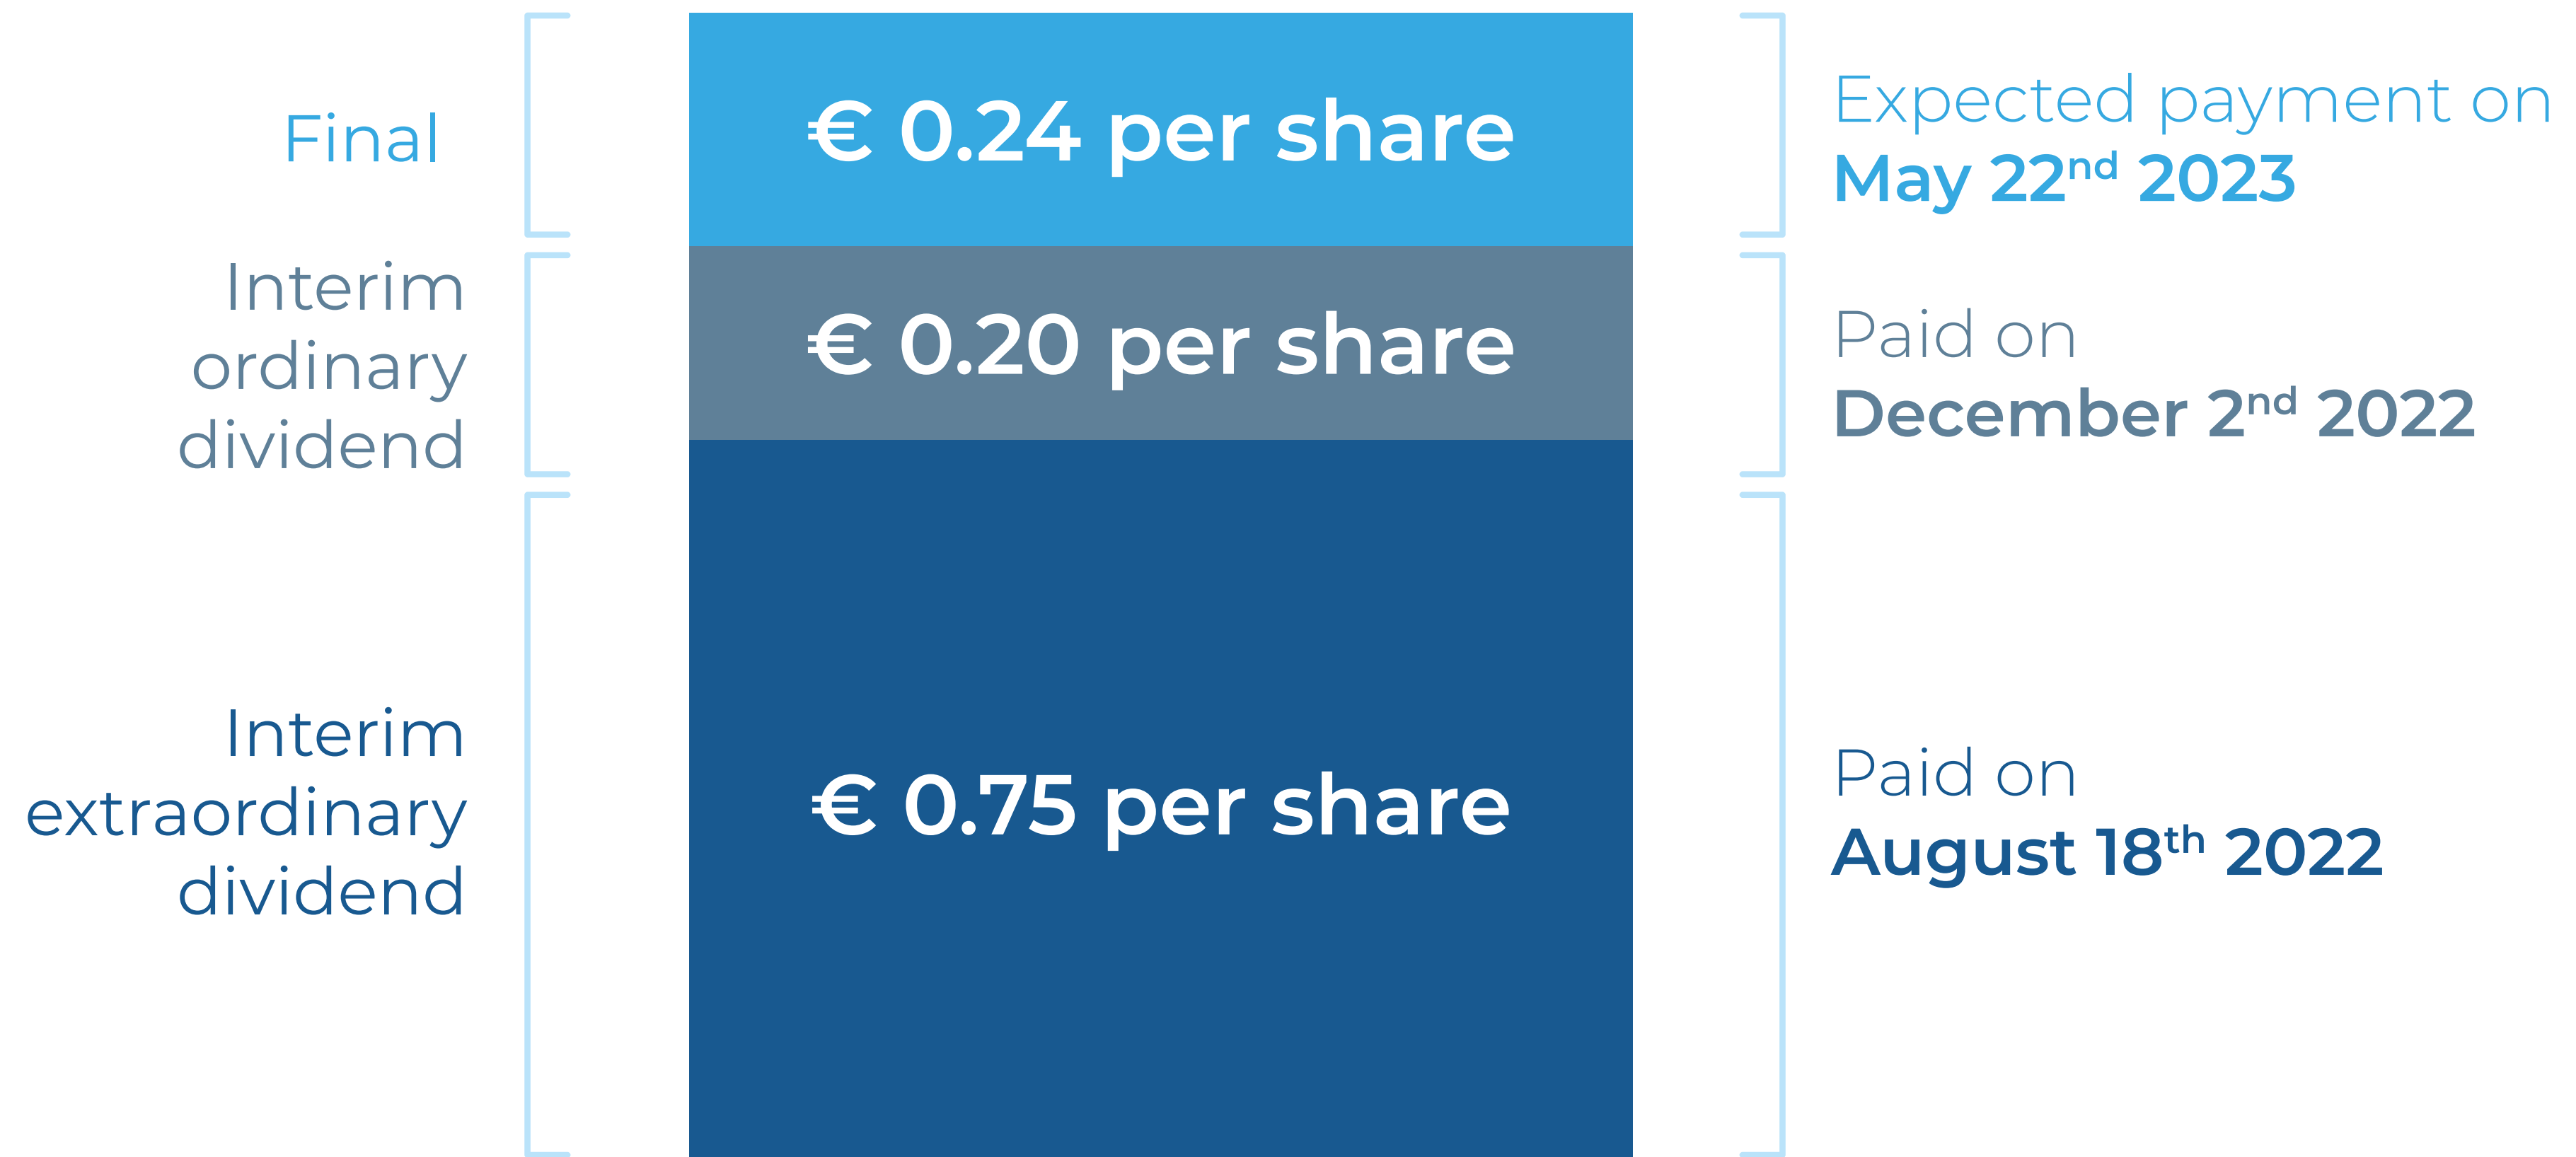 Final
€ 0.24 per share
Expected payment on
May 22nd 2023
Interim
ordinary
dividend
€ 0.20 per share
Paid on
December 2nd 2022
Interim
extraordinary
dividend
€ 0.75 per share
Paid on
August 18th 2022